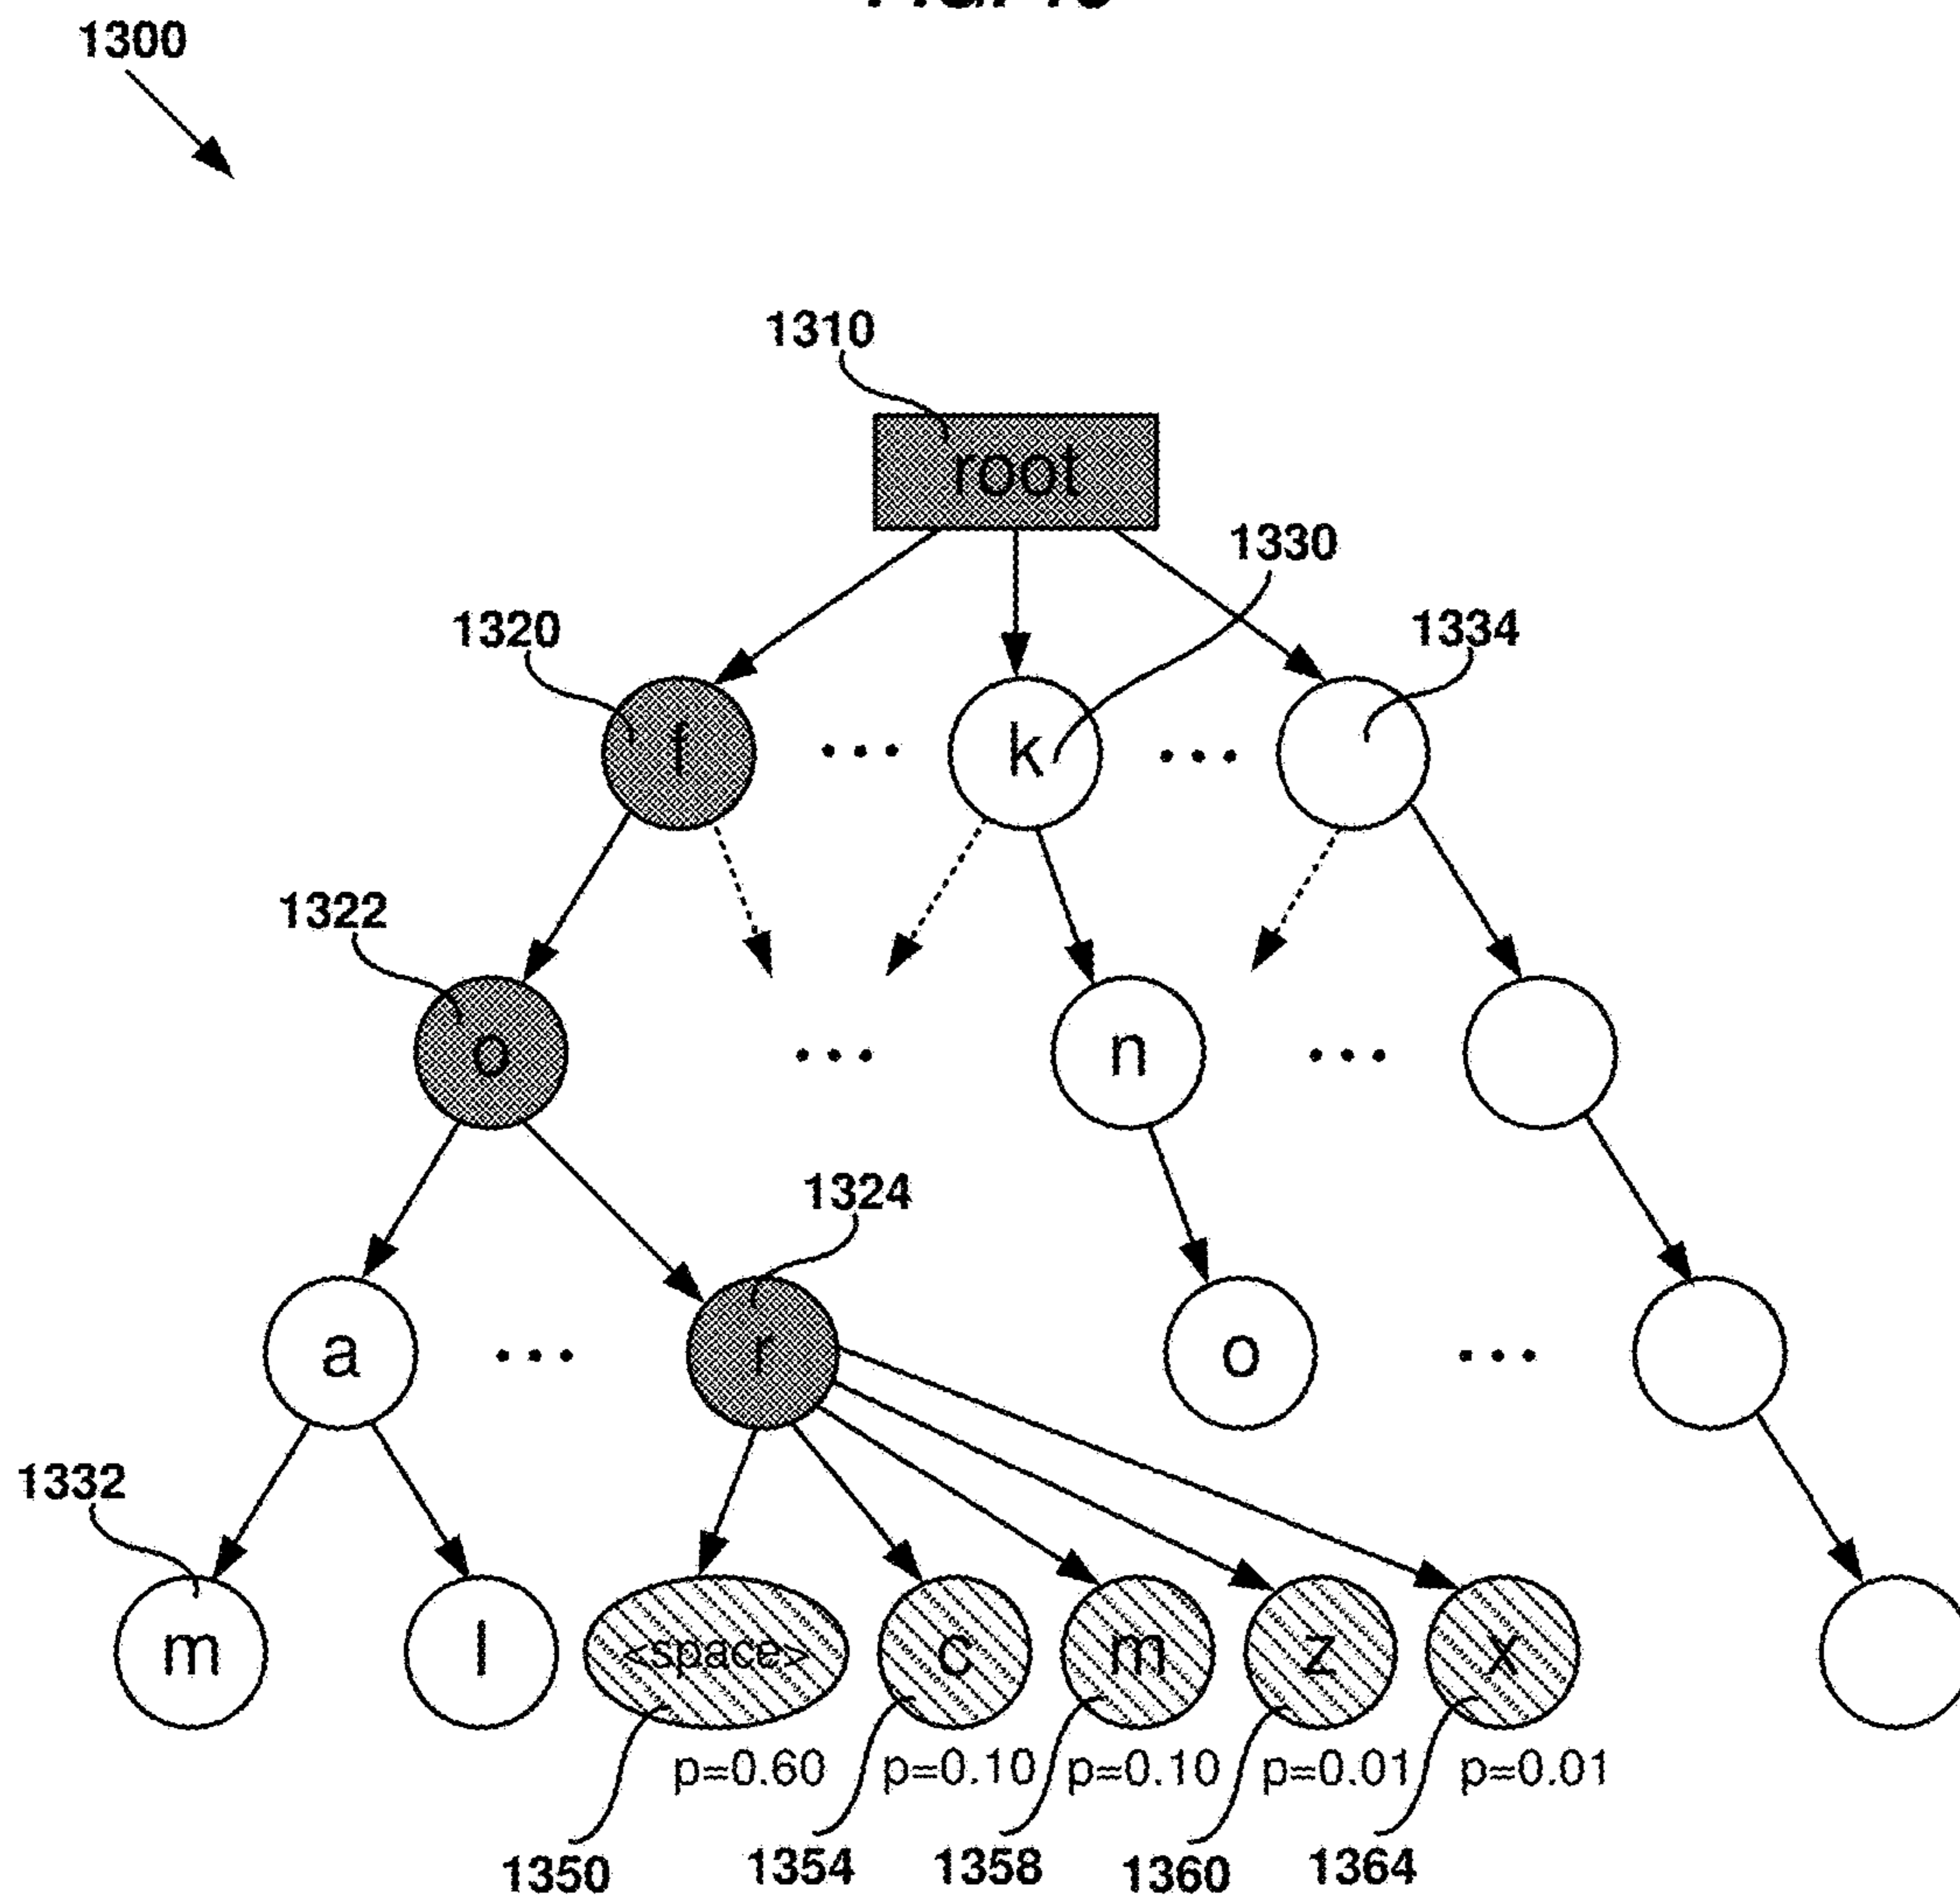 1300
1310
root
1330
1320
1334
f ... k ...
1322
o ... n ...
1324
a ... r o ...
1332
m l <space> c m z x
p=0.60 p=0.10 p=0.10 p=0.01 p=0.01
1350 1354 1358 1360 1364